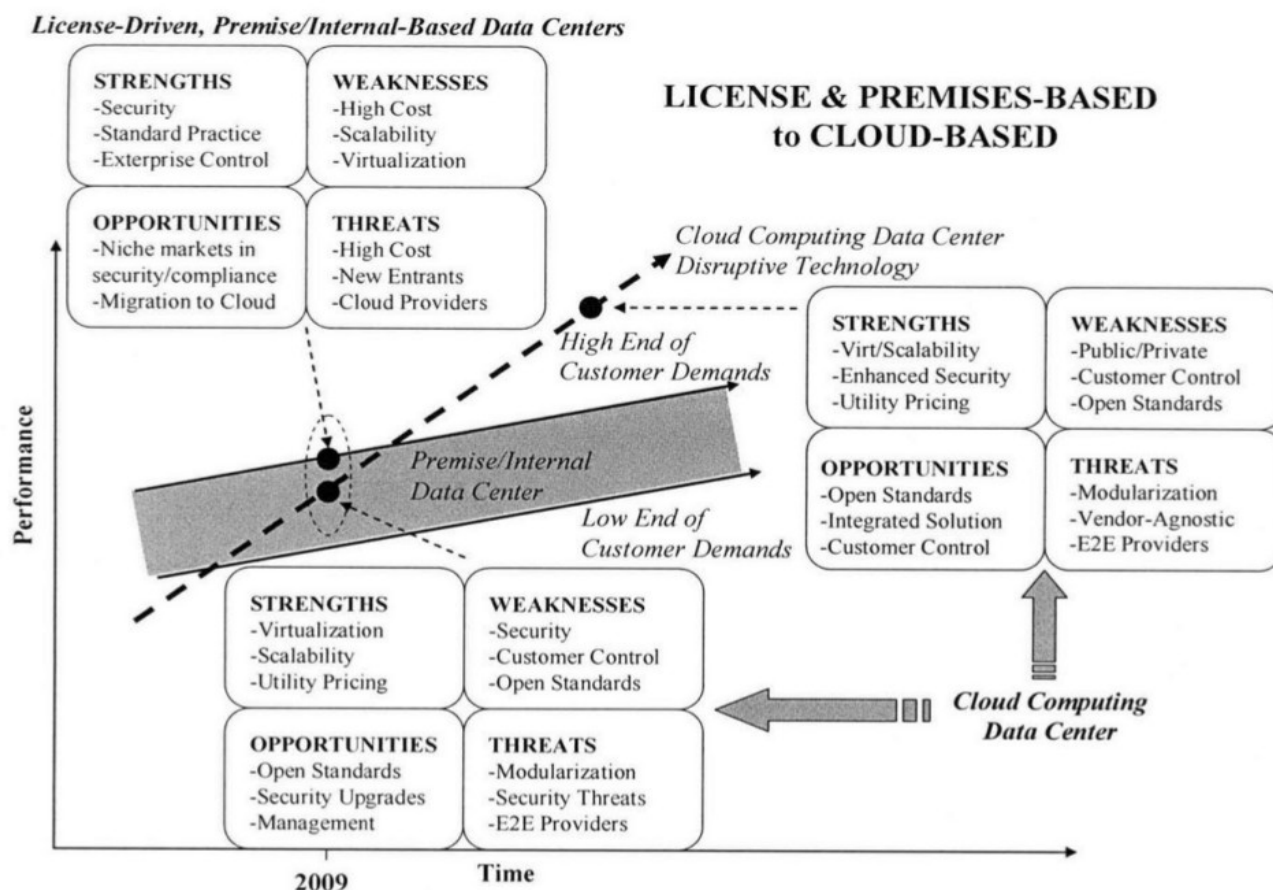 License-Driven, Premise/Internal-Based Data Centers
STRENGTHS
-Security
-Standard Practice
-Exterprise Control
WEAKNESSES
-High Cost
-Scalability
-Virtualization
OPPORTUNITIES
-Niche markets in
security/compliance
-Migration to Cloud
THREATS
-High Cost
-New Entrants
-Cloud Providers
LICENSE & PREMISES-BASED
to CLOUD-BASED
Cloud Computing Data Center
Disruptive Technology
High End of
Customer Demands
Premise/Internal
Data Center
Low End of
Customer Demands
STRENGTHS
-Virt/Scalability
-Enhanced Security
-Utility Pricing
WEAKNESSES
-Public/Private
-Customer Control
-Open Standards
OPPORTUNITIES
-Open Standards
-Integrated Solution
-Customer Control
THREATS
-Modularization
-Vendor-Agnostic
-E2E Providers
STRENGTHS
-Virtualization
-Scalability
-Utility Pricing
WEAKNESSES
-Security
-Customer Control
-Open Standards
OPPORTUNITIES
-Open Standards
-Security Upgrades
-Management
THREATS
-Modularization
-Security Threats
-E2E Providers
Cloud Computing
Data Center
Performance
2009
Time